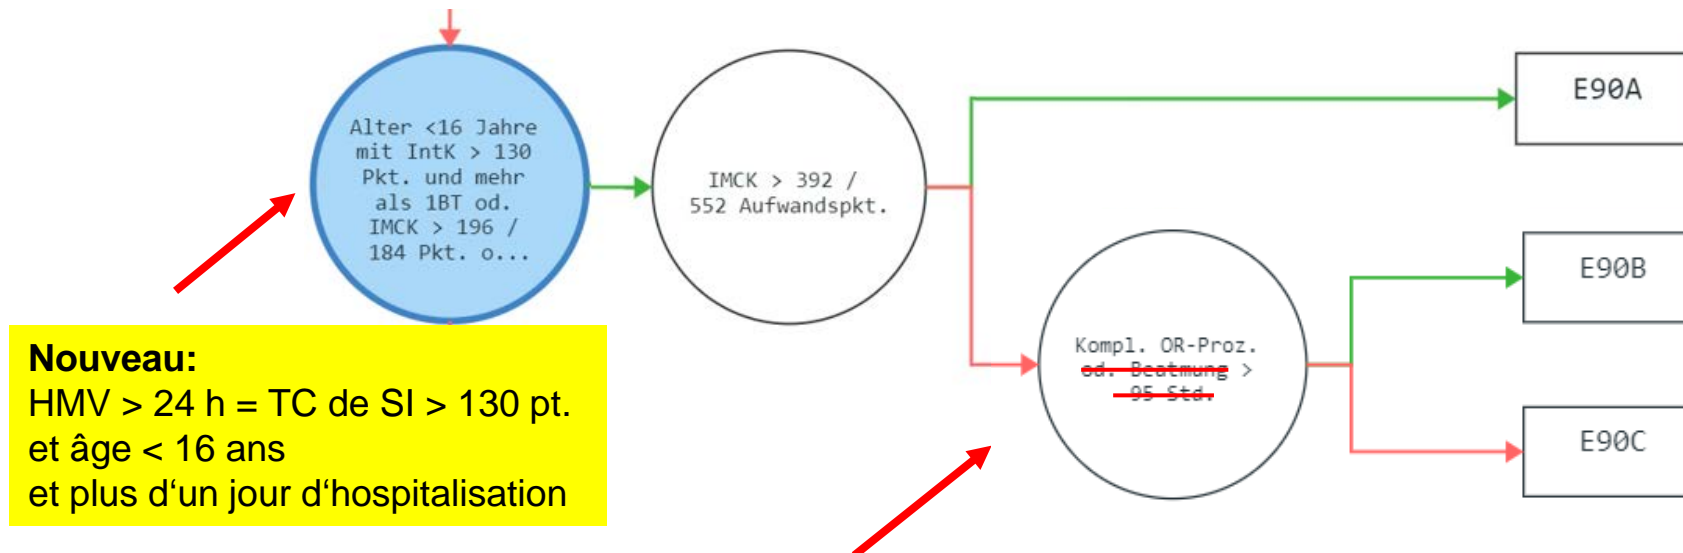 Alter <16 Jahre
mit IntK > 130
Pkt. und mehr
als 1BT od.
IMCK > 196 /
184 Pkt. o...
IMCK > 392 /
552 Aufwandspkt.
E90A
Kompl. OR-Proz.
od. Beatmung >
95 Std.
E90B
E90C
Nouveau:
HMV > 24 h = TC de SI > 130 pt.
et âge < 16 ans
et plus d‘un jour d‘hospitalisation